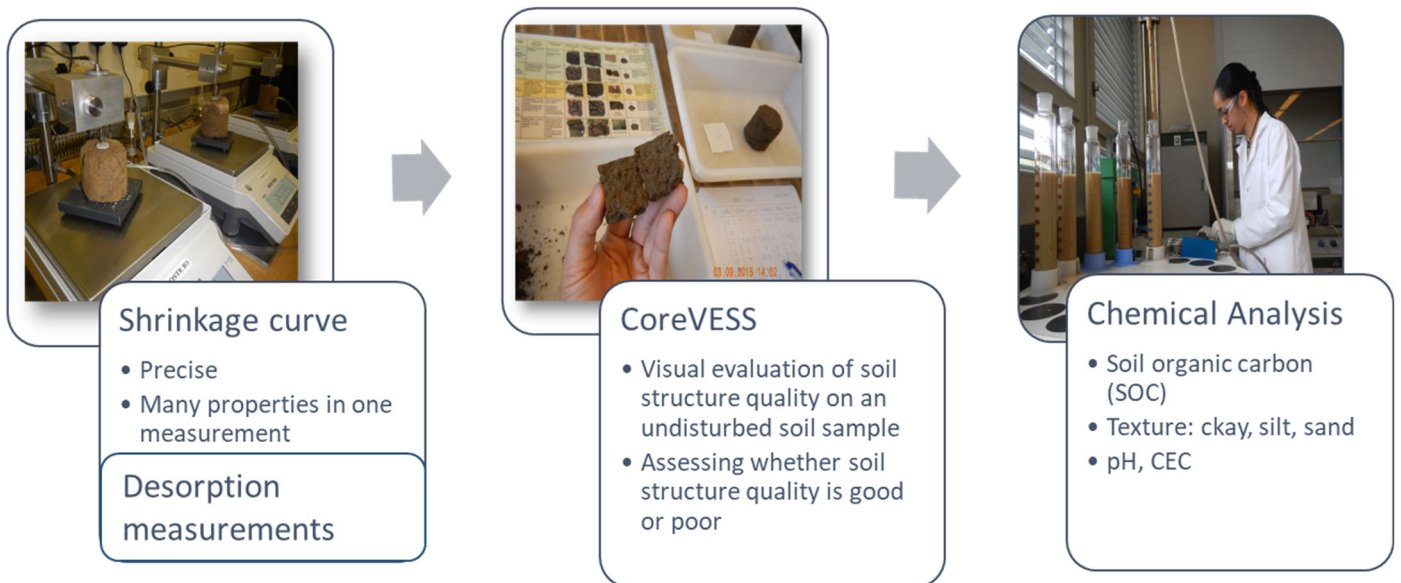 03.09.2015 14:02
Shrinkage curve
• Precise
• Many properties in one
measurement
Desorption
measurements
CoreVESS
• Visual evaluation of soil
structure quality on an
undisturbed soil sample
• Assessing whether soil
structure quality is good
or poor
Chemical Analysis
• Soil organic carbon
(SOC)
• Texture: ckay, silt, sand
• pH, CEC